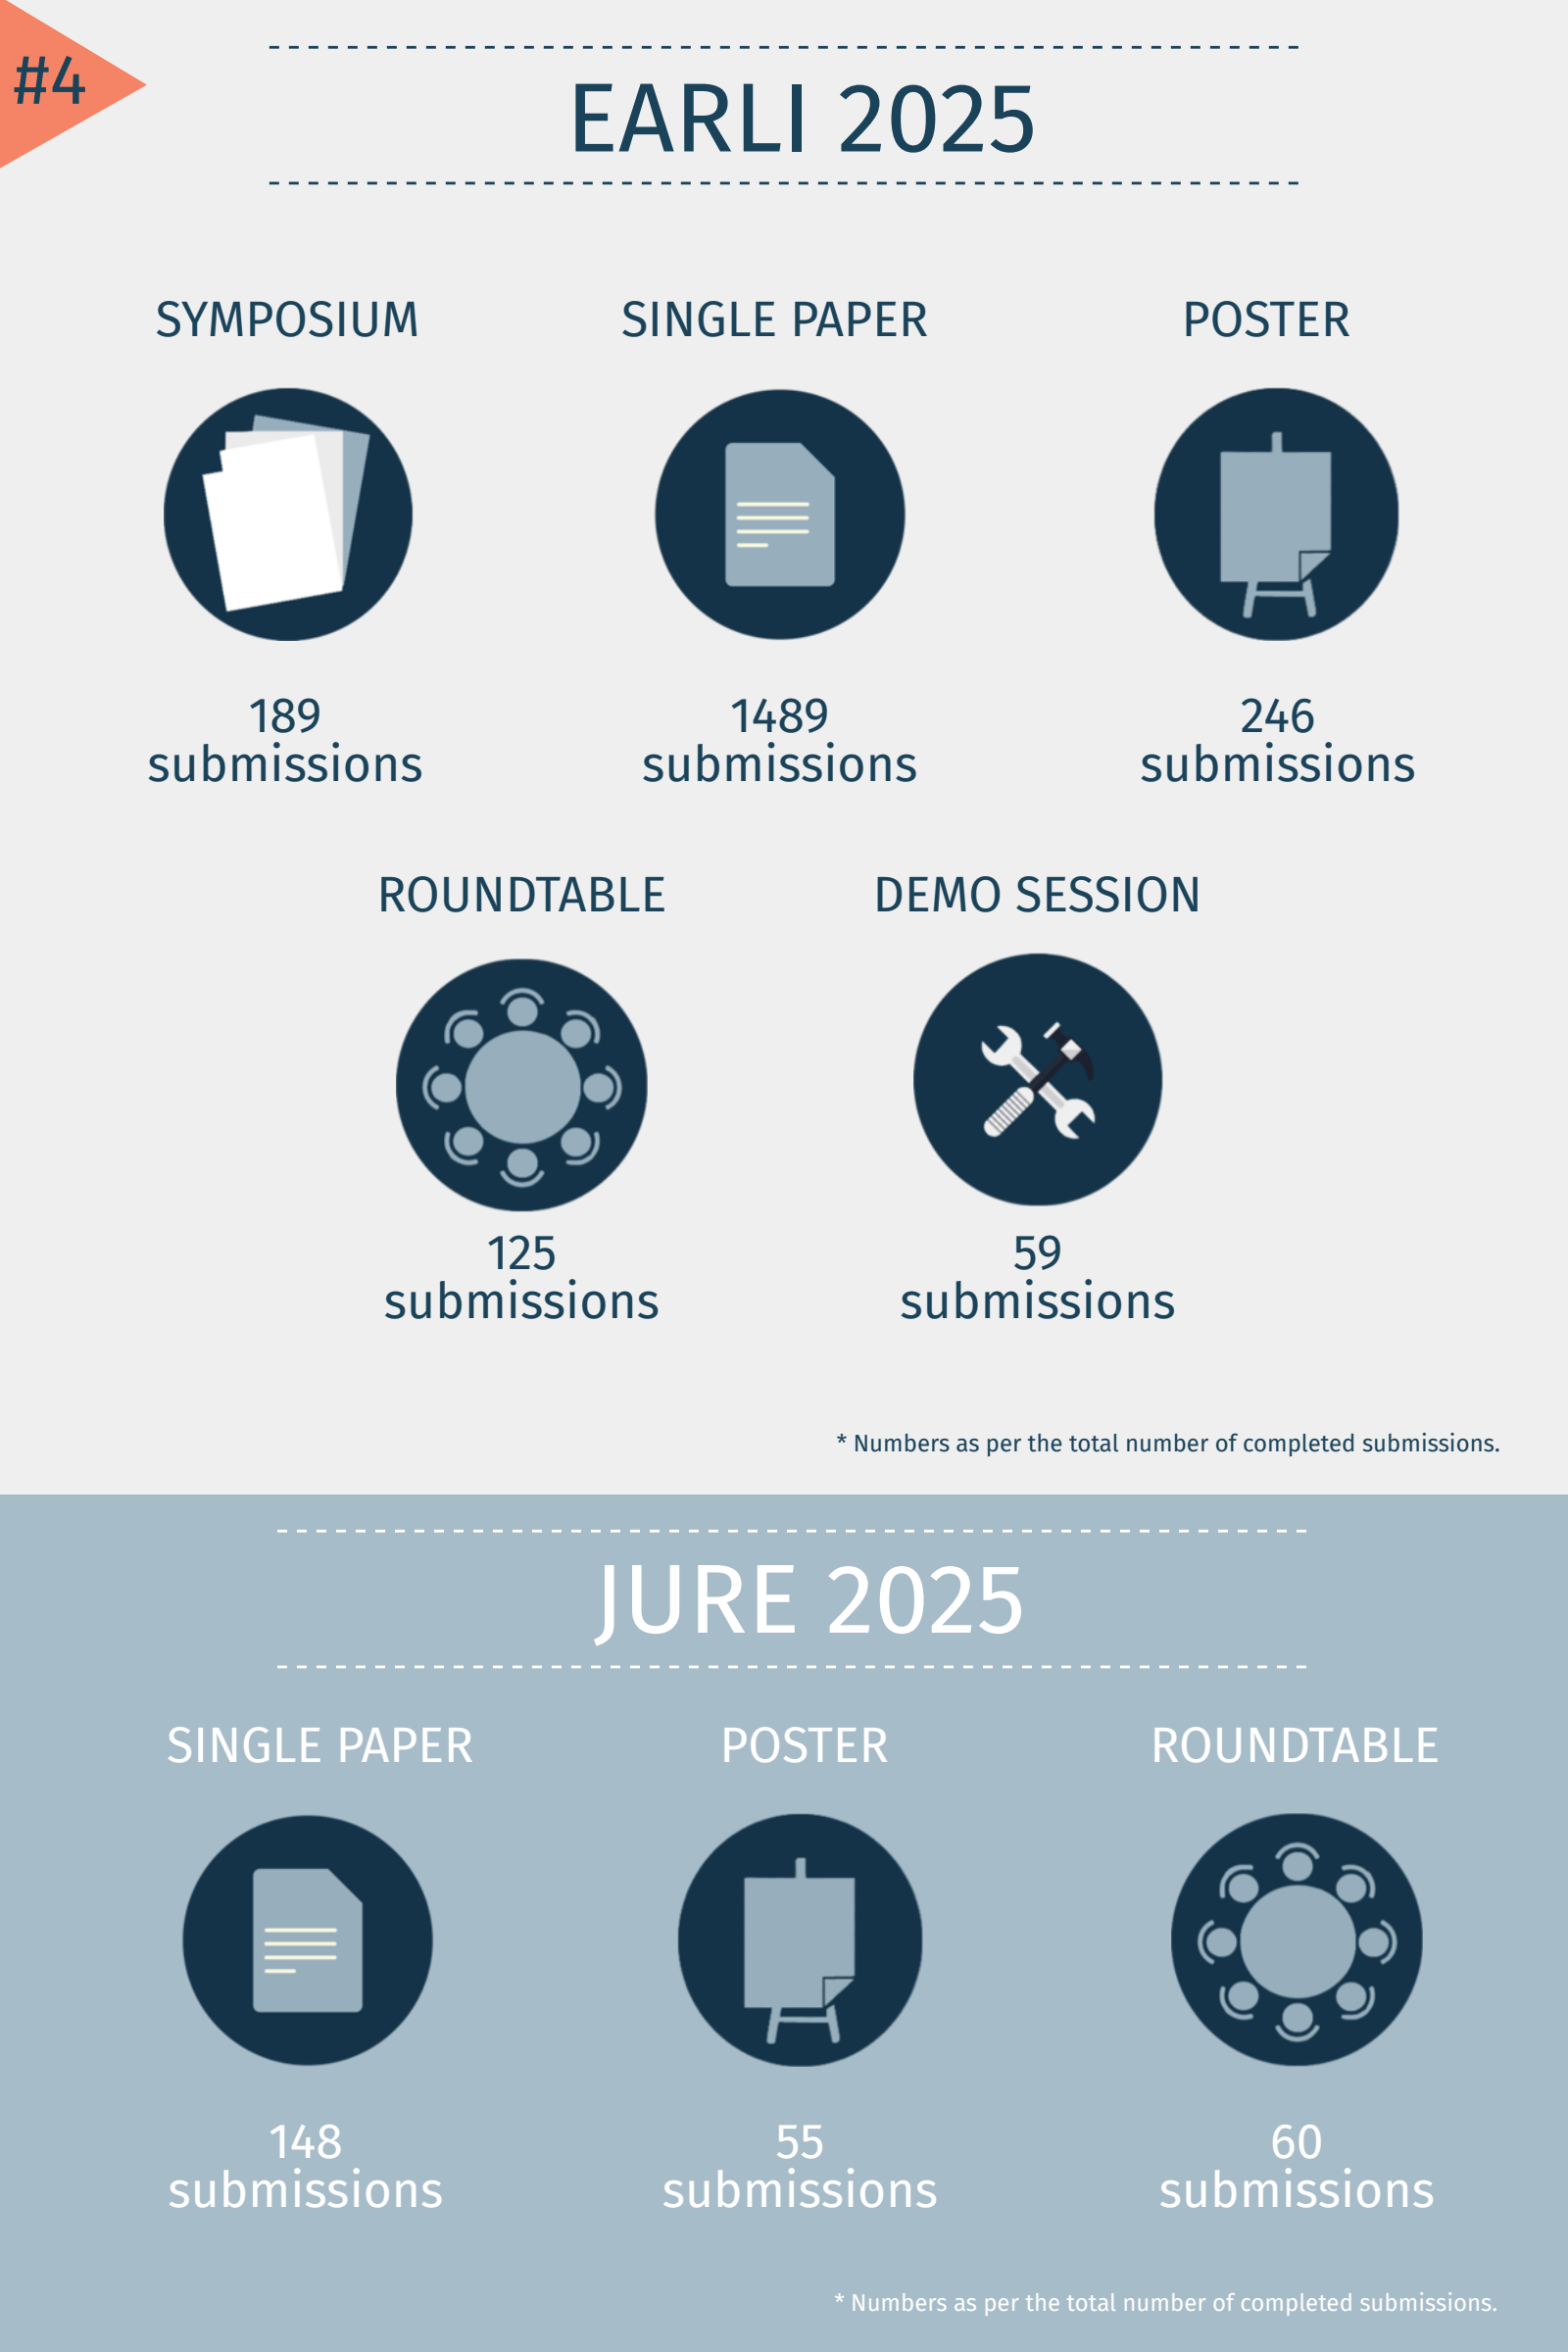 #4
EARLI 2025
SYMPOSIUM
SINGLE PAPER
POSTER
189
submissions
1489
submissions
246
submissions
ROUNDTABLE
DEMO SESSION
125
submissions
59
submissions
* Numbers as per the total number of completed submissions.
JURE 2025
SINGLE PAPER
POSTER
ROUNDTABLE
148
submissions
55
submissions
60
submissions
* Numbers as per the total number of completed submissions.